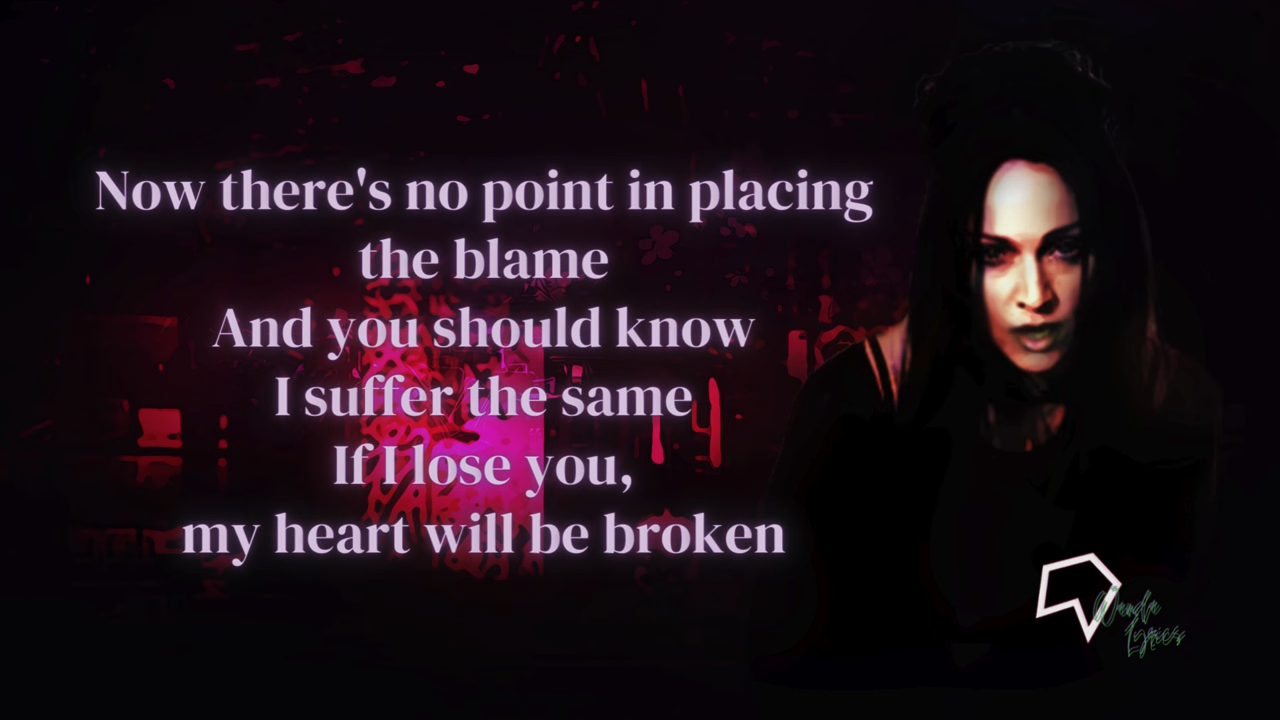 Now there's no point in placing
the blame
And you should know
I suffer the same
If I lose you,
my heart will be broken
Lyrics